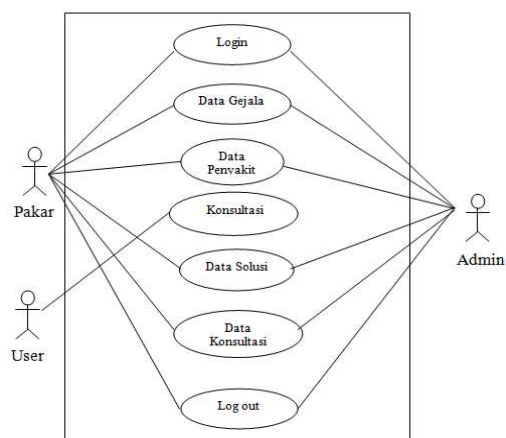 Login
Data Gejala
Data
Penyakit
Pakar
Konsultasi
Admin
Data Solusi
User
Data
Konsultasi
Log out